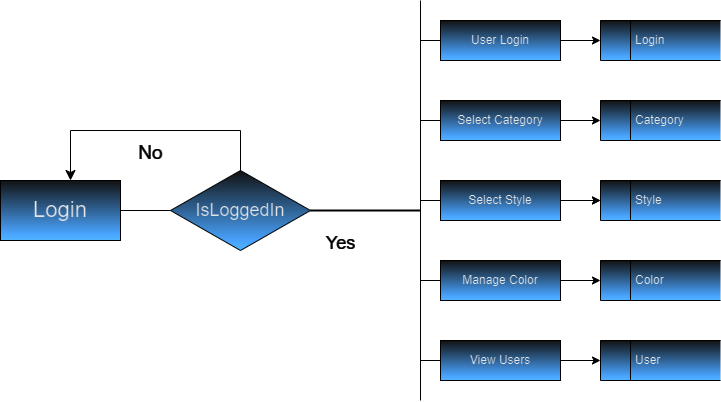 Login
No
IsLoggedIn
Yes
User Login
Login
Select Category
Category
Select Style
Style
Manage Color
Color
View Users
User